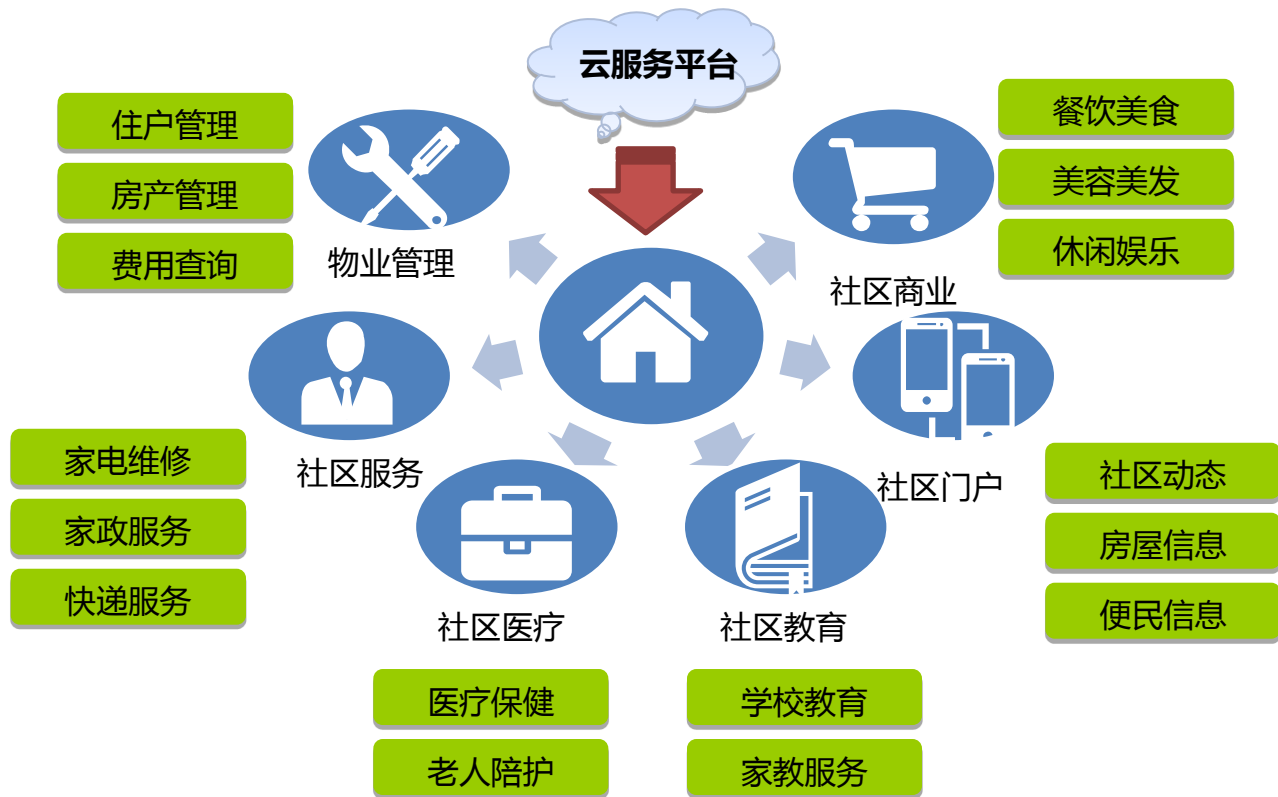 云服务平台
住户管理
房产管理
费用查询
物业管理
餐饮美食
美容美发
休闲娱乐
社区商业
社区服务
家电维修
家政服务
快递服务
社区门户
社区动态
房屋信息
便民信息
社区医疗
医疗保健
老人陪护
社区教育
学校教育
家教服务